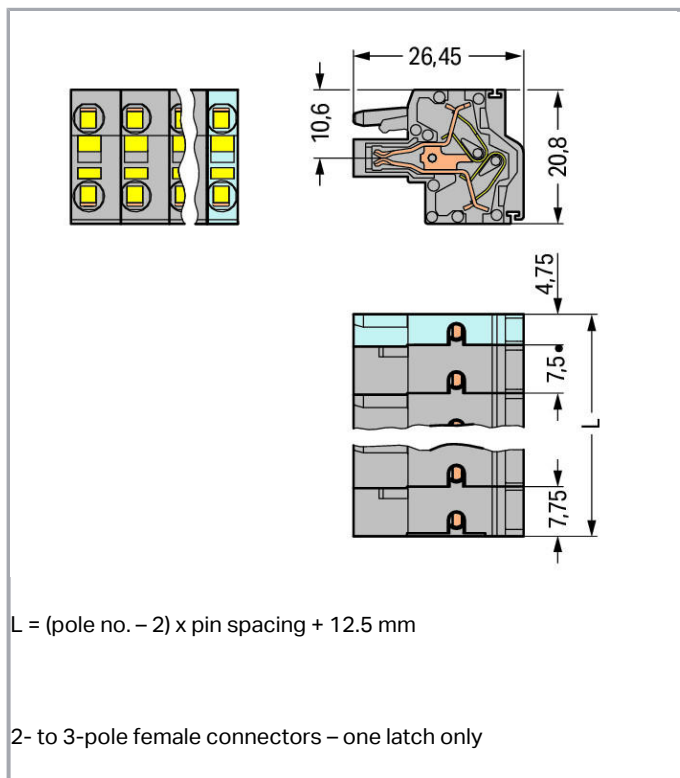 26,45
10,6
20,8
4,75
7,5•
L
7,75
L = (pole no. – 2) x pin spacing + 12.5 mm
2- to 3-pole female connectors – one latch only